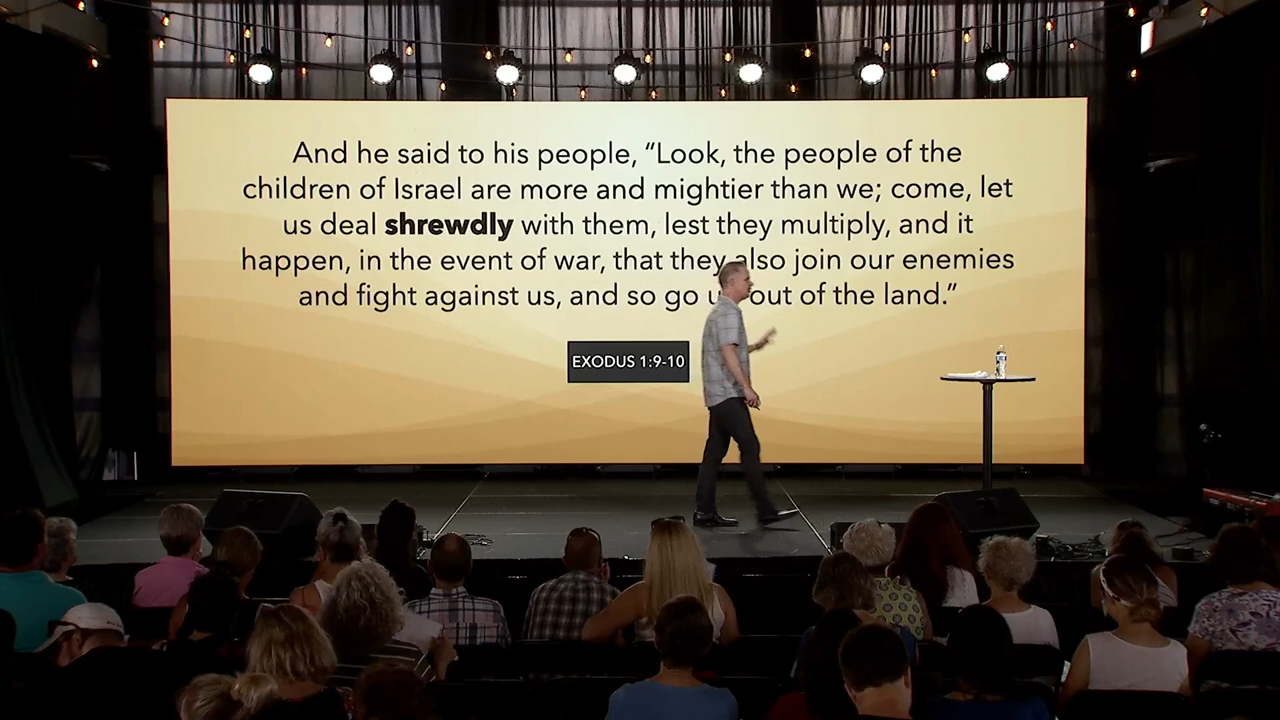 And he said to his people, “Look, the people of the
children of Israel are more and mightier than we; come, let
us deal shrewdly with them, lest they multiply, and it
happen, in the event of war, that they also join our enemies
and fight against us, and so go out of the land.”
EXODUS 1:9-10